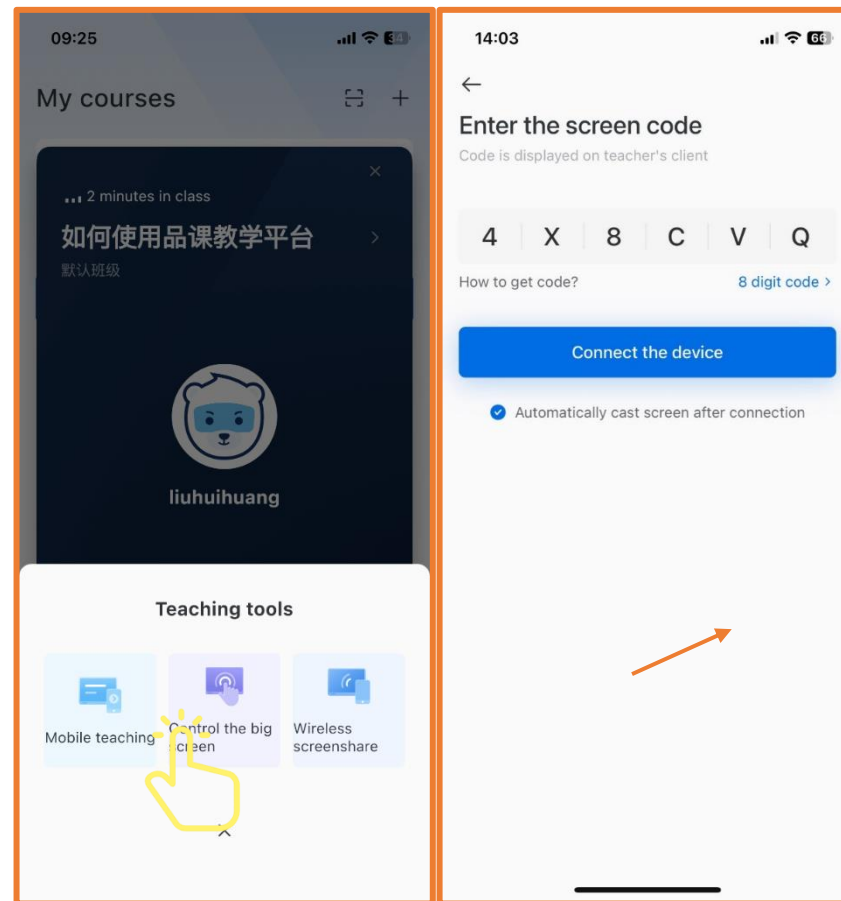 09:25
34
My courses
2 minutes in class
如何使用品课教学平台
默认班级
liuhuihuang
Teaching tools
Mobile teaching
Control the big
screen
Wireless
screenshare
14:03
66
Enter the screen code
Code is displayed on teacher's client
4 X 8 C V Q
How to get code?
8 digit code >
Connect the device
Automatically cast screen after connection